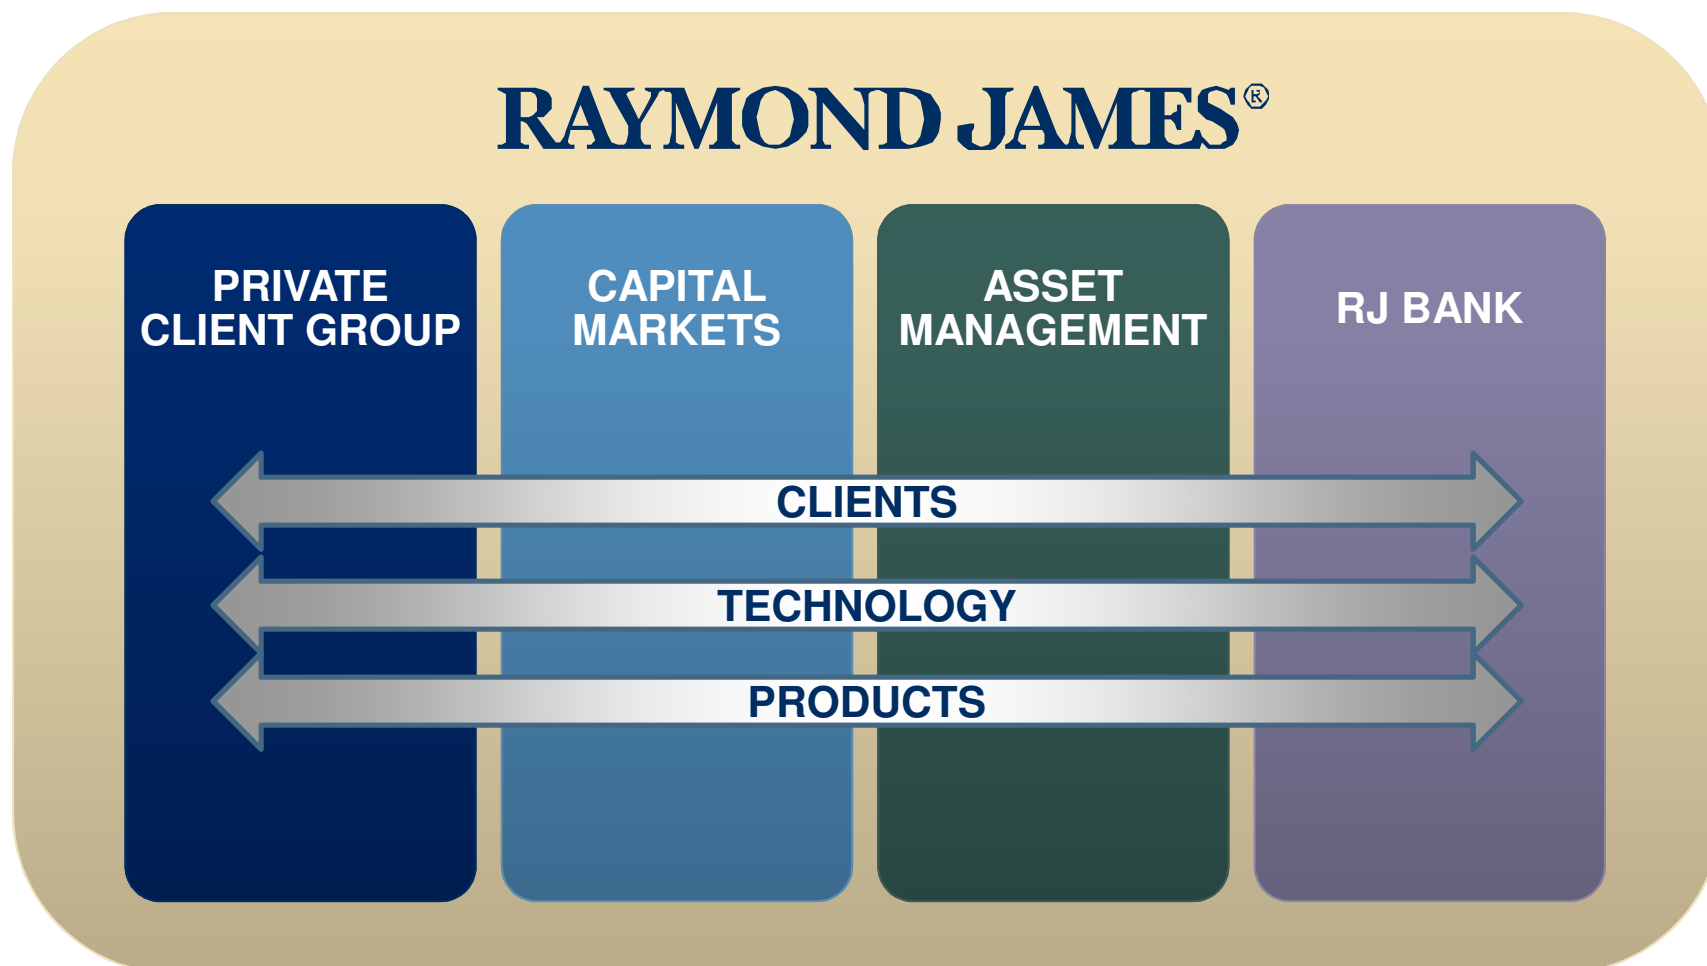 RAYMOND JAMES®
PRIVATE
CLIENT GROUP
CAPITAL
MARKETS
ASSET
MANAGEMENT
RJ BANK
CLIENTS
TECHNOLOGY
PRODUCTS